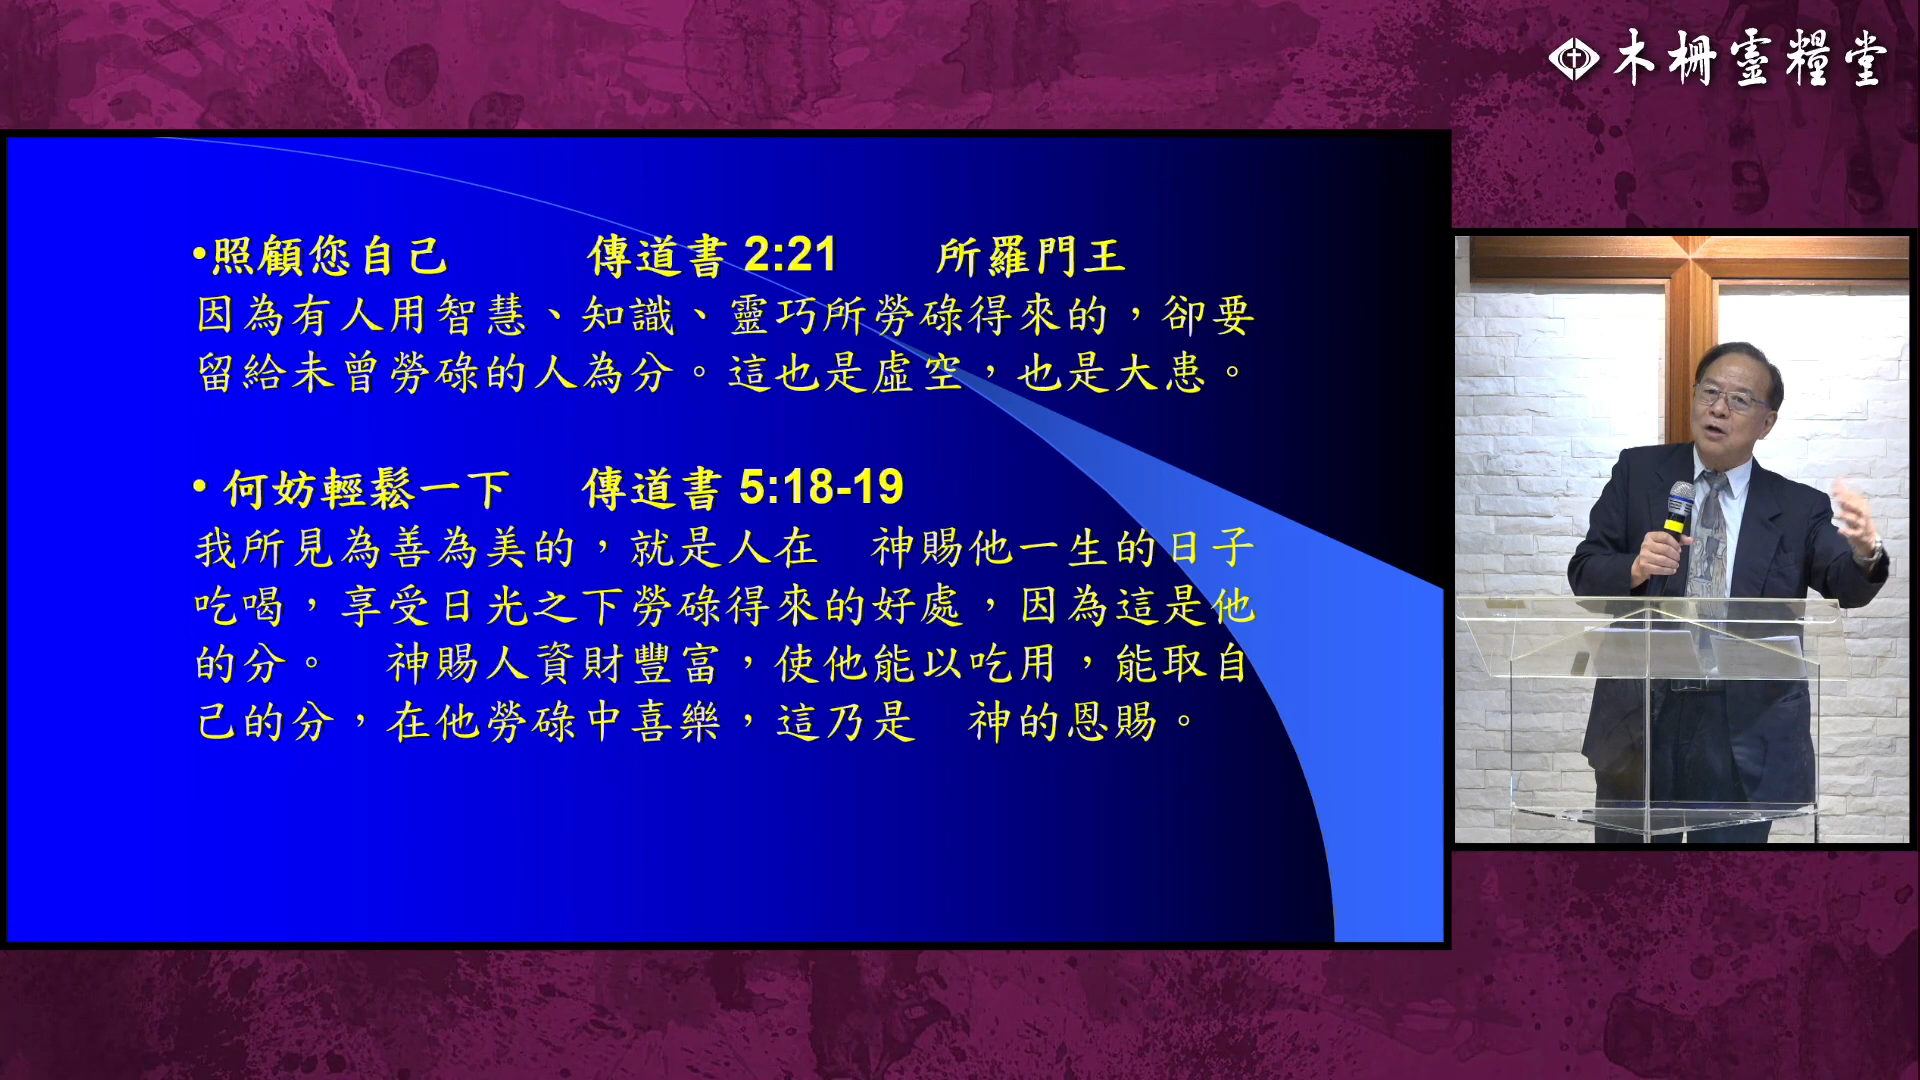 木柵靈糧堂
•照顧您自己 傳道書 2:21 所羅門王
因為有人用智慧、知識、靈巧所勞碌得來的，卻要
留給未曾勞碌的人為分。這也是虛空，也是大患。
• 何妨輕鬆一下 傳道書 5:18-19
我所見為善為美的，就是人在　神賜他一生的日子
吃喝，享受日光之下勞碌得來的好處，因為這是他
的分。　神賜人資財豐富，使他能以吃用，能取自
己的分，在他勞碌中喜樂，這乃是　神的恩賜。